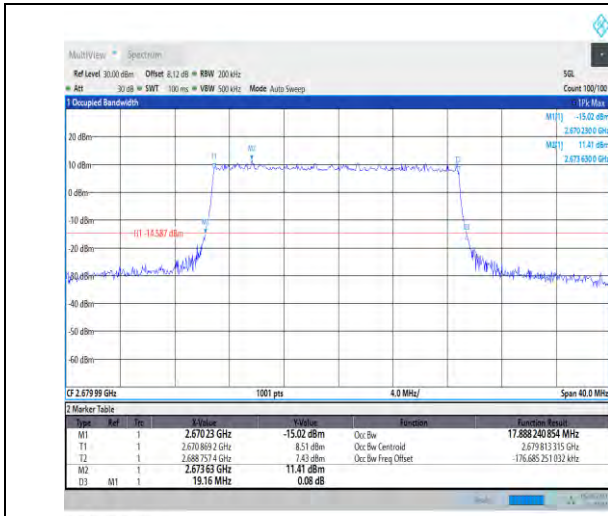 MultiView Spectrum
Ref Level 30.00 dBm Offset 8.12 dB RBW 200 kHz SGL
Att 30 dB SWT 100 ms VBW 500 kHz Mode Auto Sweep Count 100/100
1 Occupied Bandwidth 1Pk Max
M1[1] -15.02 dBm
2.670 230 0 GHz
M2[1] 11.41 dBm
2.673 630 0 GHz
20 dBm
T1 M2 T2
10 dBm
0 dBm
-10 dBm
M1 D3
H1 -14.587 dBm
-20 dBm
-30 dBm
-40 dBm
-50 dBm
-60 dBm
CF 2.679 99 GHz 1001 pts 4.0 MHz/ Span 40.0 MHz
2 Marker Table
Type Ref Trc X-Value Y-Value Function Function Result
M1 1 2.670 23 GHz -15.02 dBm Occ Bw 17.888 240 854 MHz
T1 1 2.670 869 2 GHz 8.51 dBm Occ Bw Centroid 2.679 813 315 GHz
T2 1 2.688 757 4 GHz 7.43 dBm Occ Bw Freq Offset -176.685 251 032 kHz
M2 1 2.673 63 GHz 11.41 dBm
D3 M1 1 19.16 MHz 0.08 dB